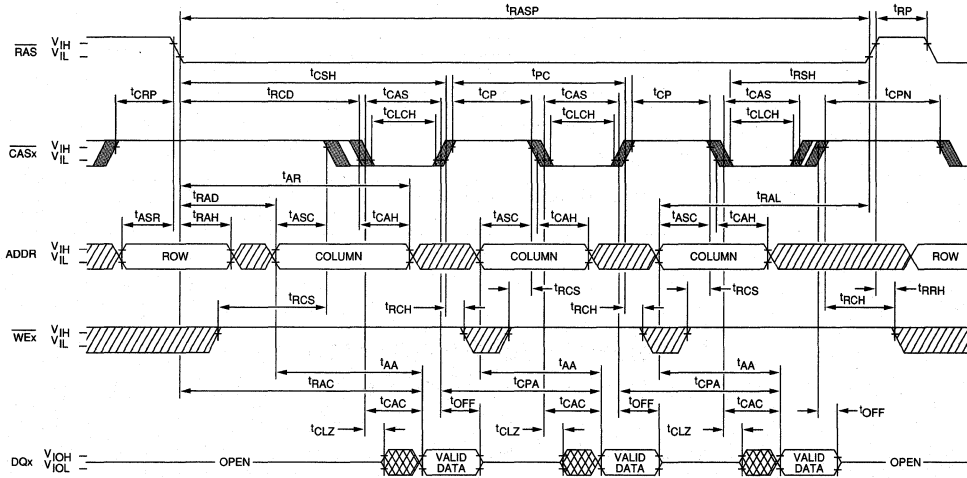 tRASP tRP
RAS VIH VIL
tCSH tPC tRSH
tCRP tRCD tCAS tCP tCAS tCP tCAS tCPN
tCLCH tCLCH tCLCH
CASx VIH VIL
tAR
tRAD tRAL
tASR tRAH tASC tCAH tASC tCAH tASC tCAH
ADDR VIH VIL ROW COLUMN COLUMN COLUMN ROW
tRCS tRCH tRCS tRCH tRCS tRCH tRRH
WEx VIH VIL
tAA tAA tAA
tRAC tCPA tCPA
tCAC tOFF tCAC tOFF tCAC tOFF
tCLZ tCLZ tCLZ
DQx VIOH VIOL OPEN VALID DATA VALID DATA VALID DATA OPEN